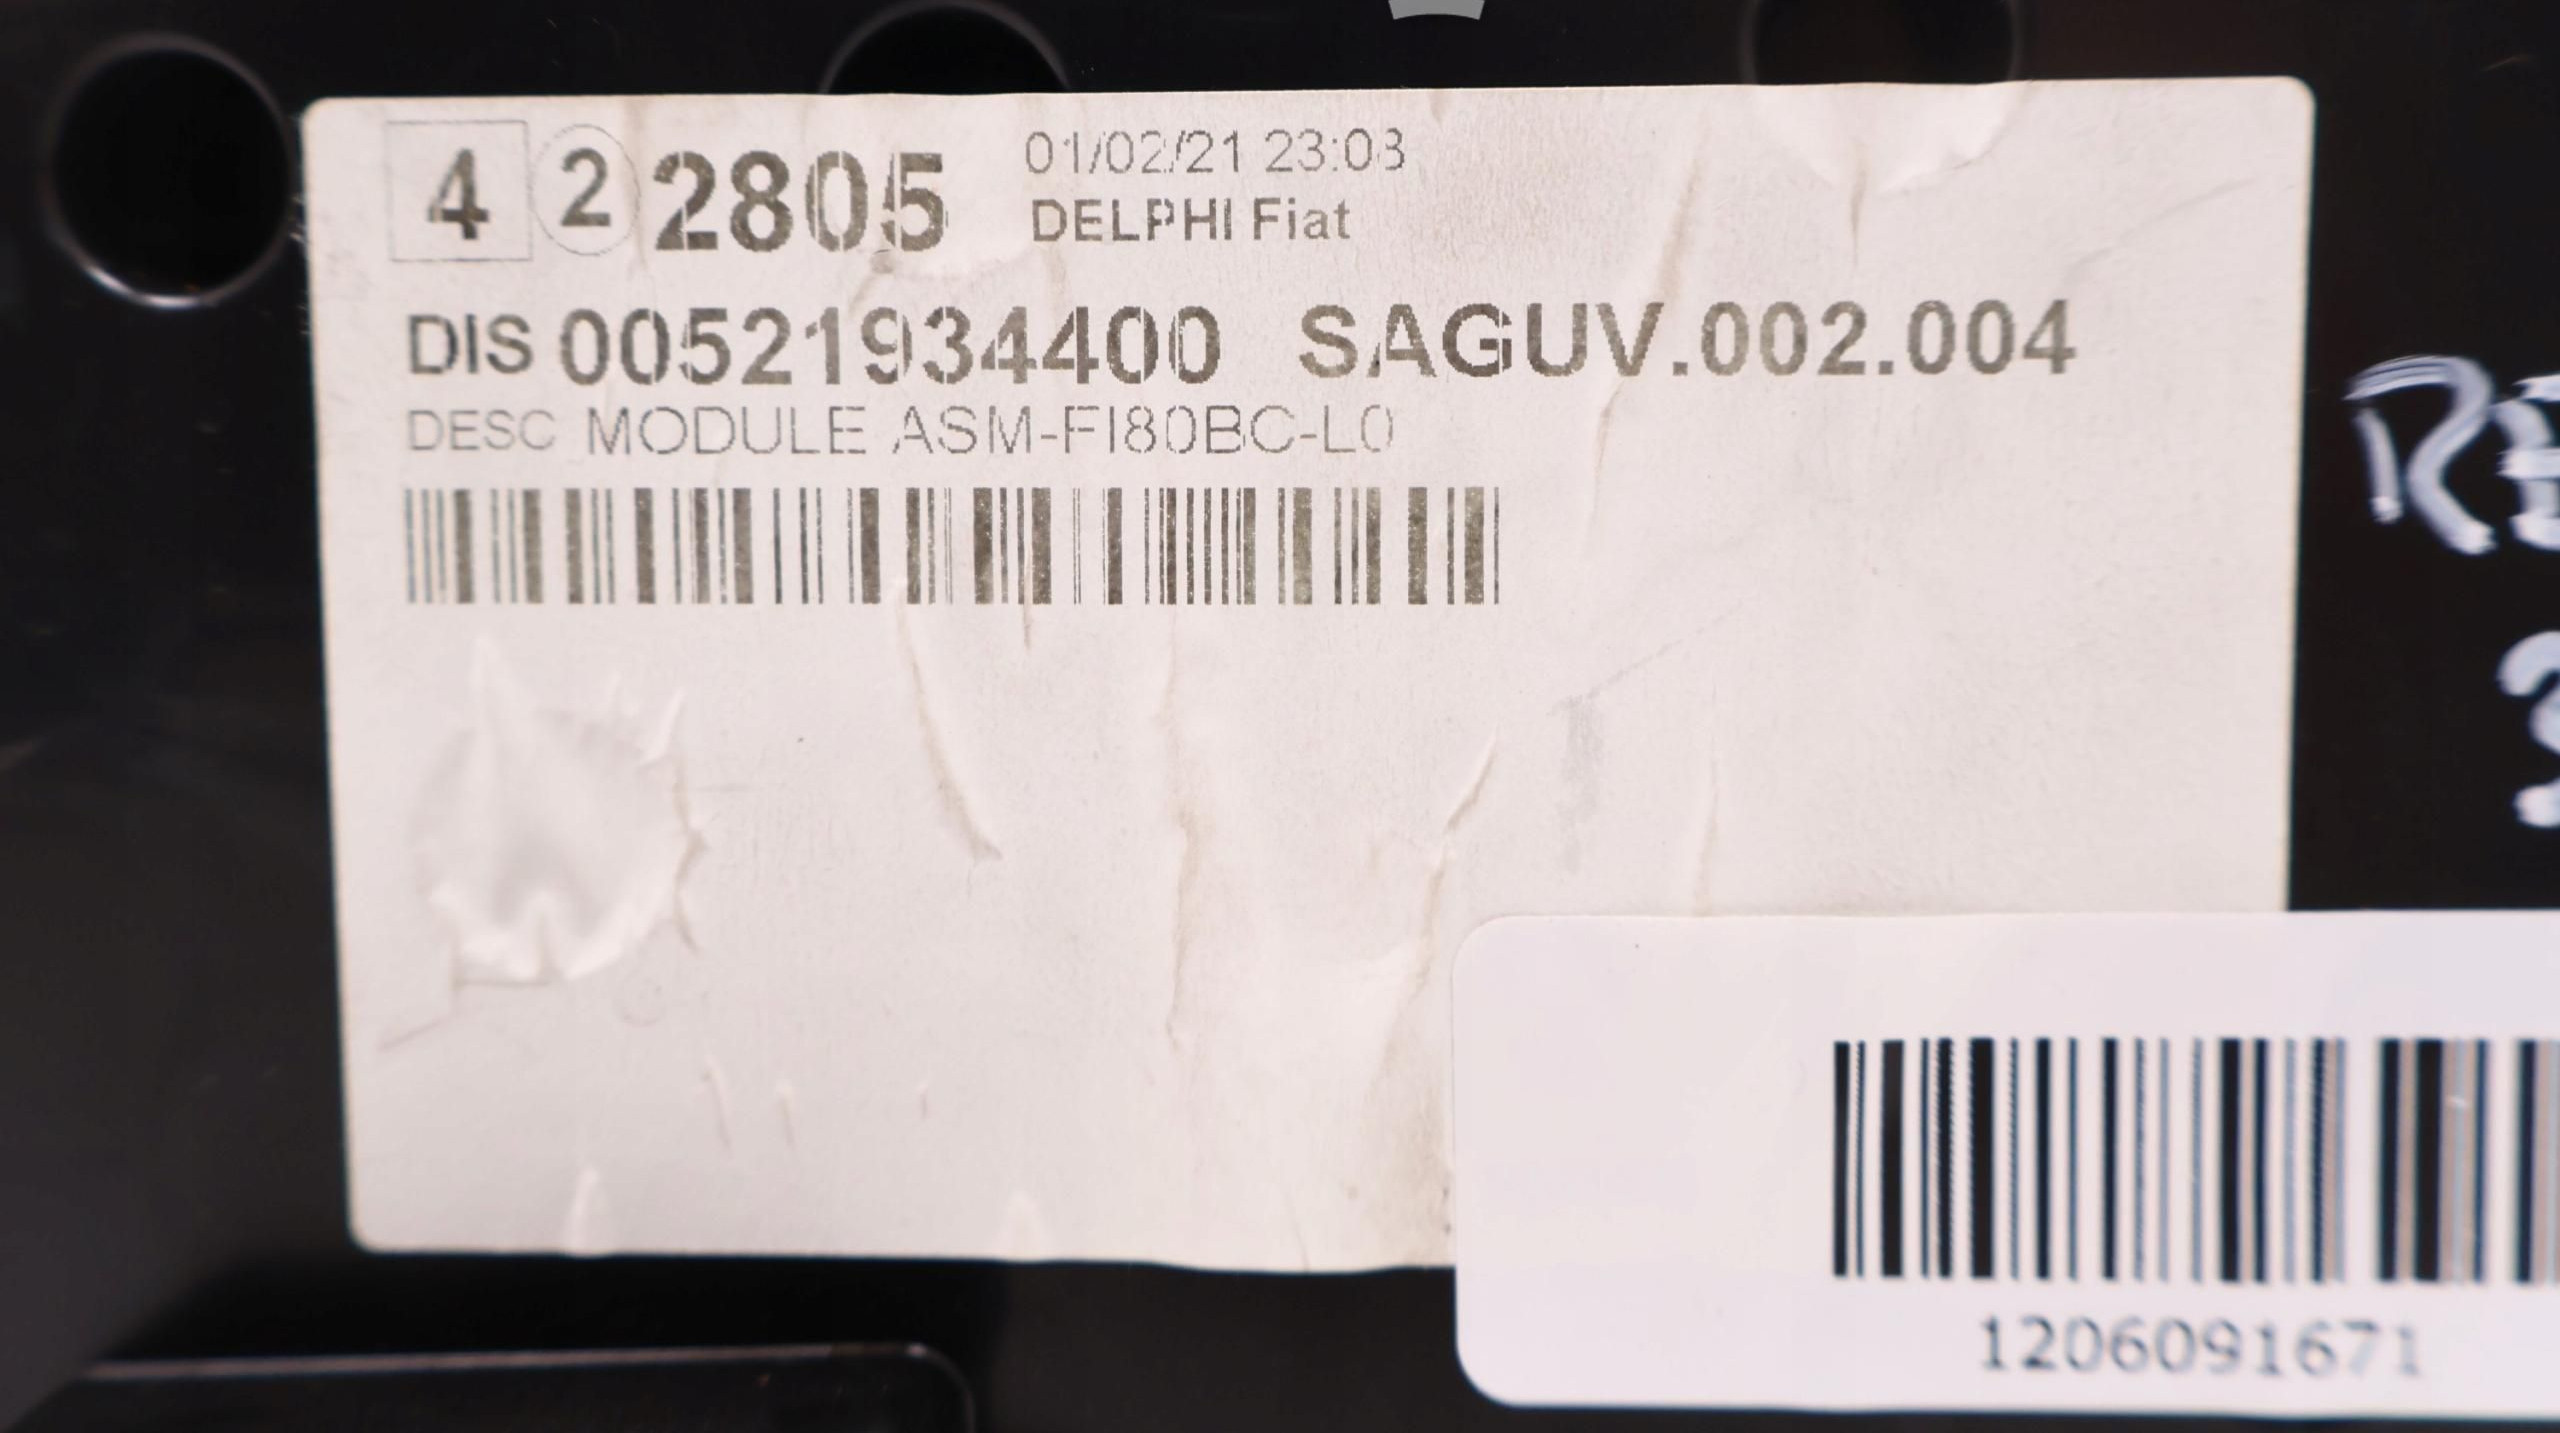 4 2 2805 01/02/21 23:03
DELPHI Fiat
DIS 00521934400 SAGUV.002.004
DESC MODULE ASM-FI80BC-L0
1206091671